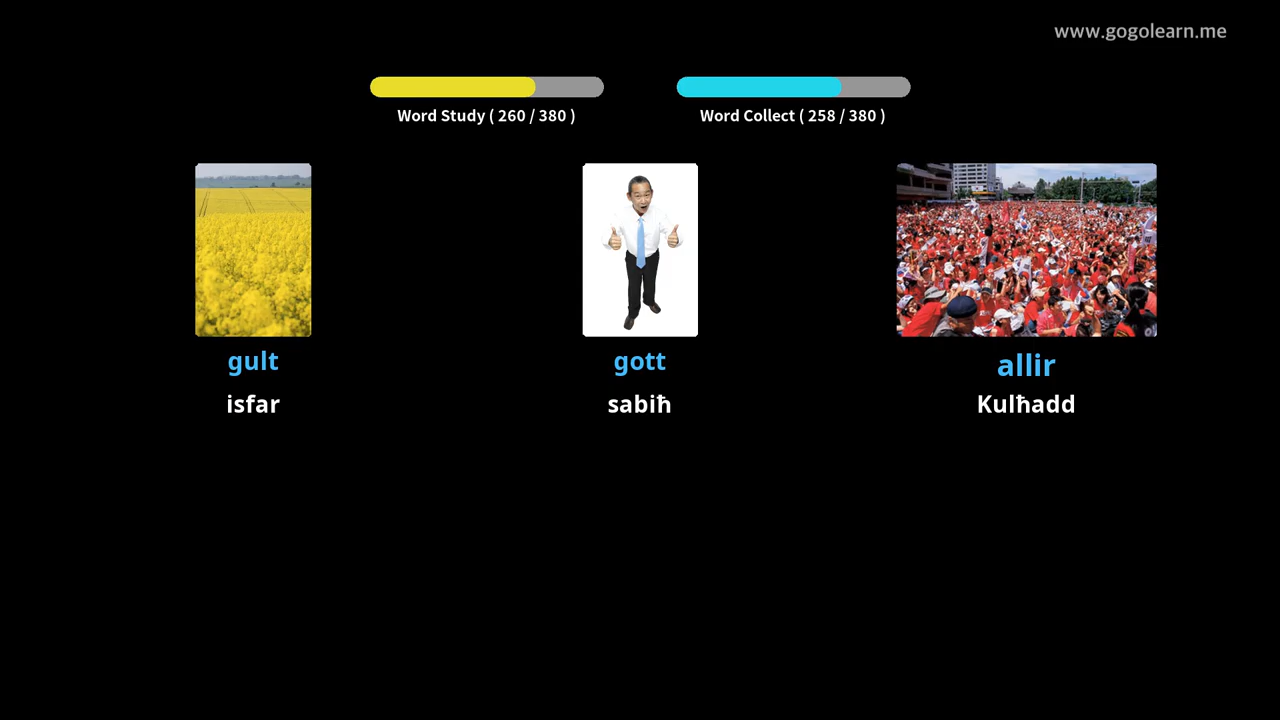 www.gogolearn.me
Word Study ( 260 / 380 )
Word Collect ( 258 / 380 )
gult
isfar
gott
sabiħ
allir
Kulħadd